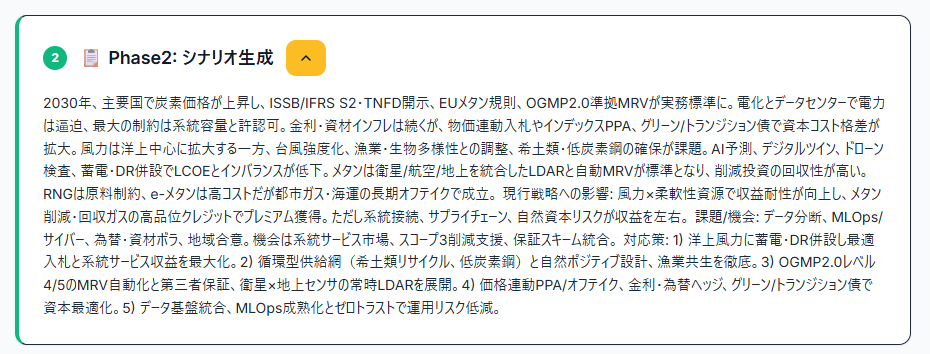 2 Phase2: シナリオ生成
2030年、主要国で炭素価格が上昇し、ISSB/IFRS S2・TNFD開示、EUメタン規則、OGMP2.0準拠MRVが実務標準に。電化とデータセンターで電力
は逼迫、最大の制約は系統容量と許認可。金利・資材インフレは続くが、物価連動入札やインデックスPPA、グリーン/トランジション債で資本コスト格差が
拡大。風力は洋上中心に拡大する一方、台風強度化、漁業・生物多様性との調整、希土類・低炭素鋼の確保が課題。AI予測、デジタルツイン、ドローン
検査、蓄電・DR併設でLCOEとインバランスが低下。メタンは衛星/航空/地上を統合したLDARと自動MRVが標準となり、削減投資の回収性が高い。
RNGは原料制約、e-メタンは高コストだが都市ガス・海運の長期オフテイクで成立。 現行戦略への影響: 風力×柔軟性資源で収益耐性が向上し、メタン
削減・回収ガスの高品位クレジットでプレミアム獲得。ただし系統接続、サプライチェーン、自然資本リスクが収益を左右。 課題/機会: データ分断、MLOps/
サイバー、為替・資材ボラ、地域合意。機会は系統サービス市場、スコープ3削減支援、保証スキーム統合。 対応策: 1) 洋上風力に蓄電・DR併設し最適
入札と系統サービス収益を最大化。2) 循環型供給網（希土類リサイクル、低炭素鋼）と自然ポジティブ設計、漁業共生を徹底。3) OGMP2.0レベル
4/5のMRV自動化と第三者保証、衛星×地上センサの常時LDARを展開。4) 価格連動PPA/オフテイク、金利・為替ヘッジ、グリーン/トランジション債で
資本最適化。5) データ基盤統合、MLOps成熟化とゼロトラストで運用リスク低減。